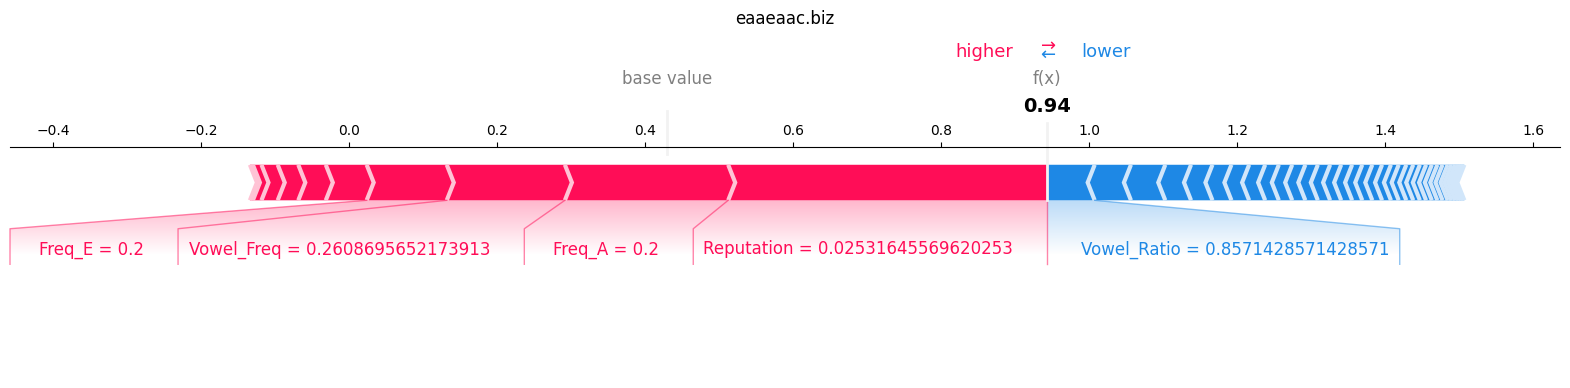 eaaeaac.biz
higher ⇄ lower
base value f(x)
0.94
−0.4 −0.2 0.0 0.2 0.4 0.6 0.8 1.0 1.2 1.4 1.6
Freq_E = 0.2 Vowel_Freq = 0.2608695652173913 Freq_A = 0.2 Reputation = 0.02531645569620253 Vowel_Ratio = 0.8571428571428571